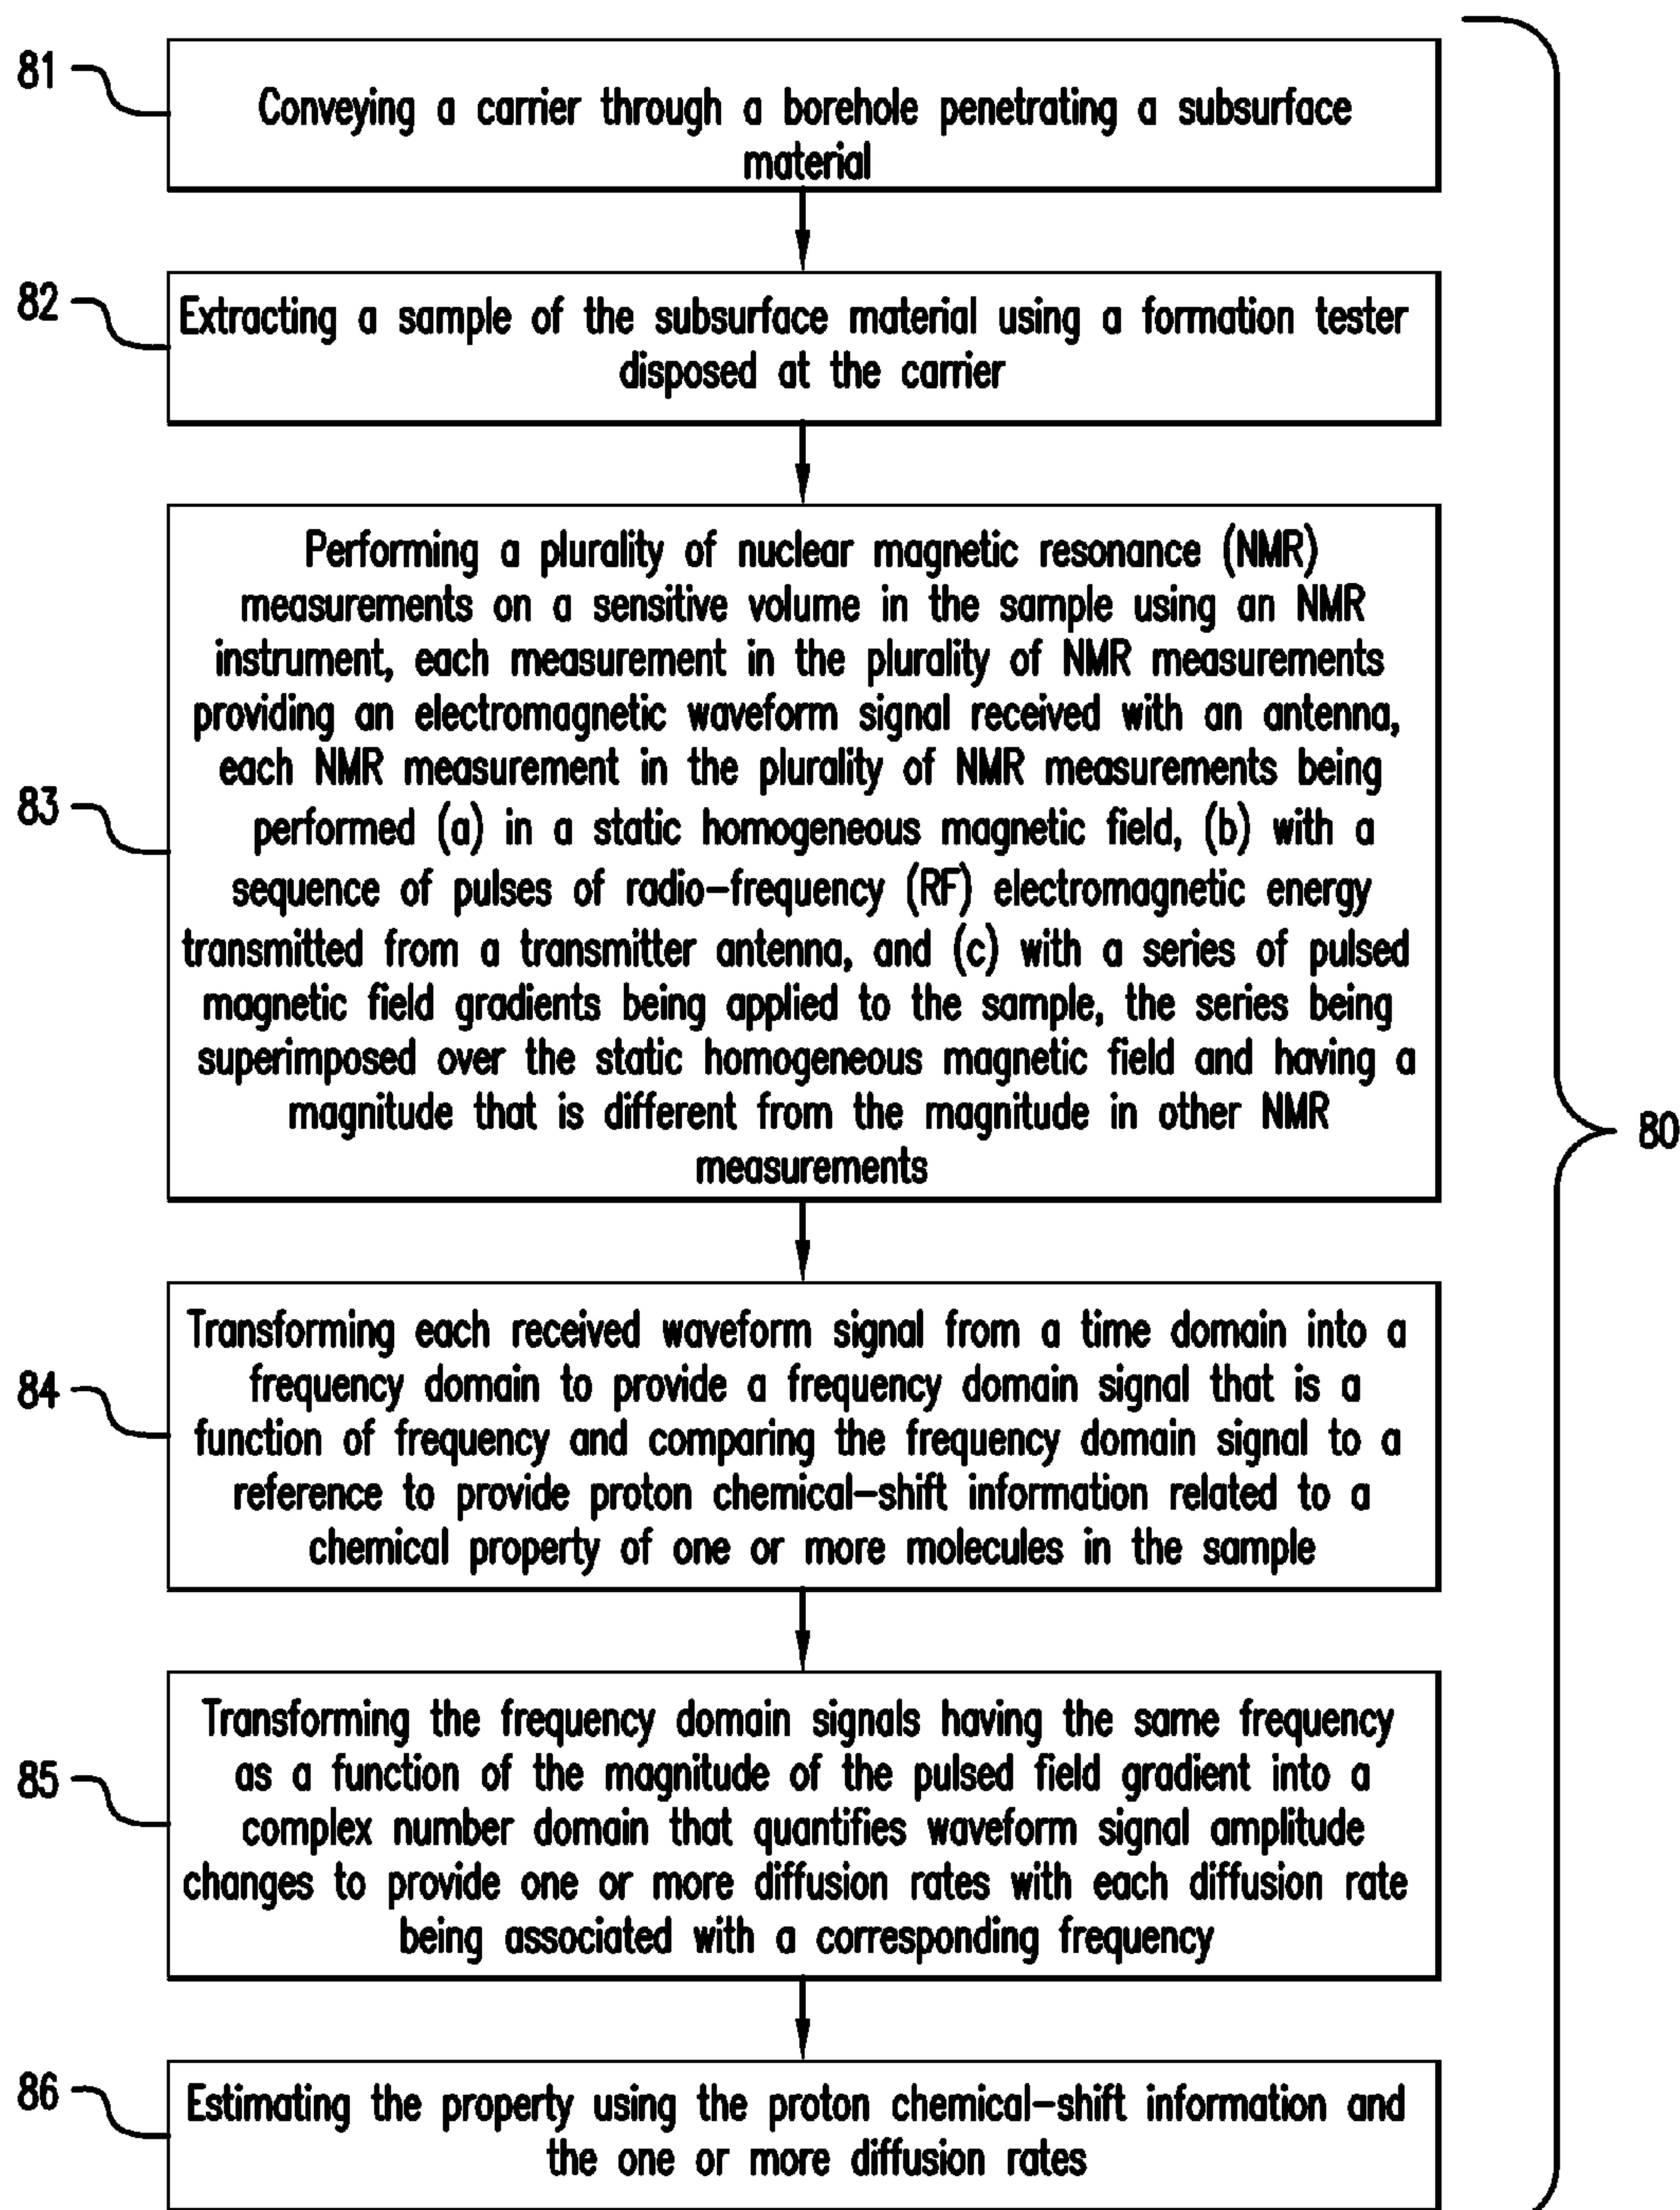 81
Conveying a carrier through a borehole penetrating a subsurface
material
82
Extracting a sample of the subsurface material using a formation tester
disposed at the carrier
83
Performing a plurality of nuclear magnetic resonance (NMR)
measurements on a sensitive volume in the sample using an NMR
instrument, each measurement in the plurality of NMR measurements
providing an electromagnetic waveform signal received with an antenna,
each NMR measurement in the plurality of NMR measurements being
performed (a) in a static homogeneous magnetic field, (b) with a
sequence of pulses of radio-frequency (RF) electromagnetic energy
transmitted from a transmitter antenna, and (c) with a series of pulsed
magnetic field gradients being applied to the sample, the series being
superimposed over the static homogeneous magnetic field and having a
magnitude that is different from the magnitude in other NMR
measurements
80
84
Transforming each received waveform signal from a time domain into a
frequency domain to provide a frequency domain signal that is a
function of frequency and comparing the frequency domain signal to a
reference to provide proton chemical-shift information related to a
chemical property of one or more molecules in the sample
85
Transforming the frequency domain signals having the same frequency
as a function of the magnitude of the pulsed field gradient into a
complex number domain that quantifies waveform signal amplitude
changes to provide one or more diffusion rates with each diffusion rate
being associated with a corresponding frequency
86
Estimating the property using the proton chemical-shift information and
the one or more diffusion rates